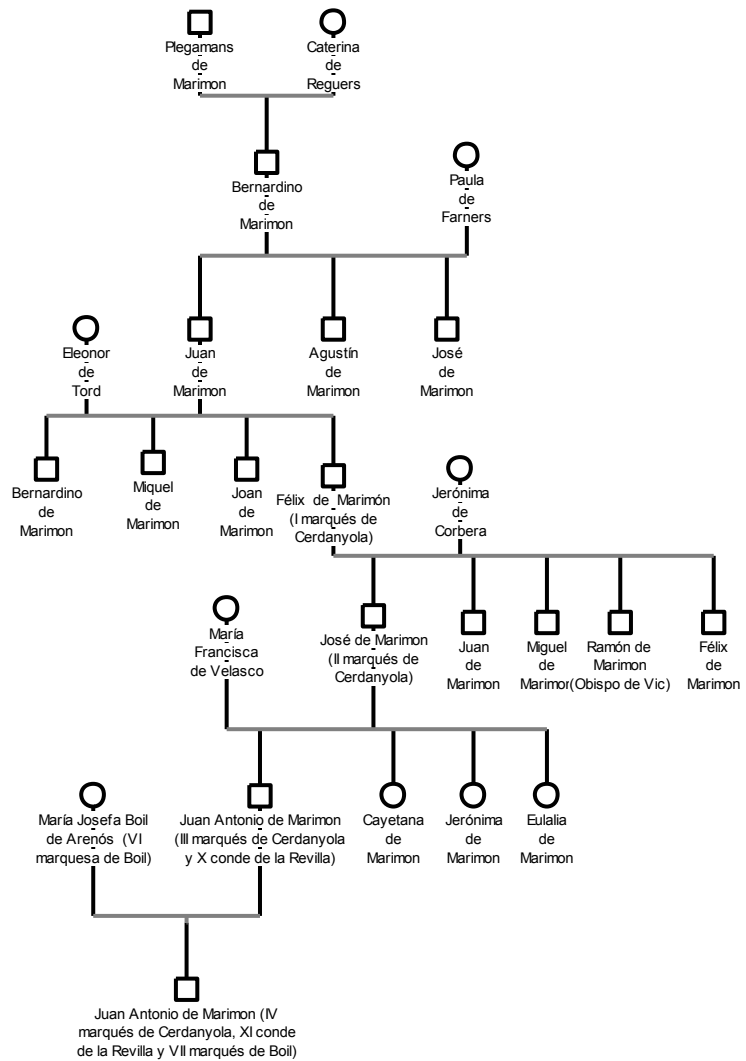 Plegamans
de
Marimon
Caterina
de
Reguers
Bernardino
de
Marimon
Paula
de
Farners
Eleonor
de
Tord
Juan
de
Marimon
Agustín
de
Marimon
José
de
Marimon
Bernardino
de
Marimon
Miquel
de
Marimon
Joan
de
Marimon
Félix de Marimón
(I marqués de
Cerdanyola)
Jerónima
de
Corbera
María
Francisca
de Velasco
José de Marimon
(II marqués de
Cerdanyola)
Juan
de
Marimon
Miguel
de
Marimon
Ramón de
Marimon
(Obispo de Vic)
Félix
de
Marimon
María Josefa Boil
de Arenós (VI
marquesa de Boil)
Juan Antonio de Marimon
(III marqués de Cerdanyola
y X conde de la Revilla)
Cayetana
de
Marimon
Jerónima
de
Marimon
Eulalia
de
Marimon
Juan Antonio de Marimon (IV
marqués de Cerdanyola, XI conde
de la Revilla y VII marqués de Boil)